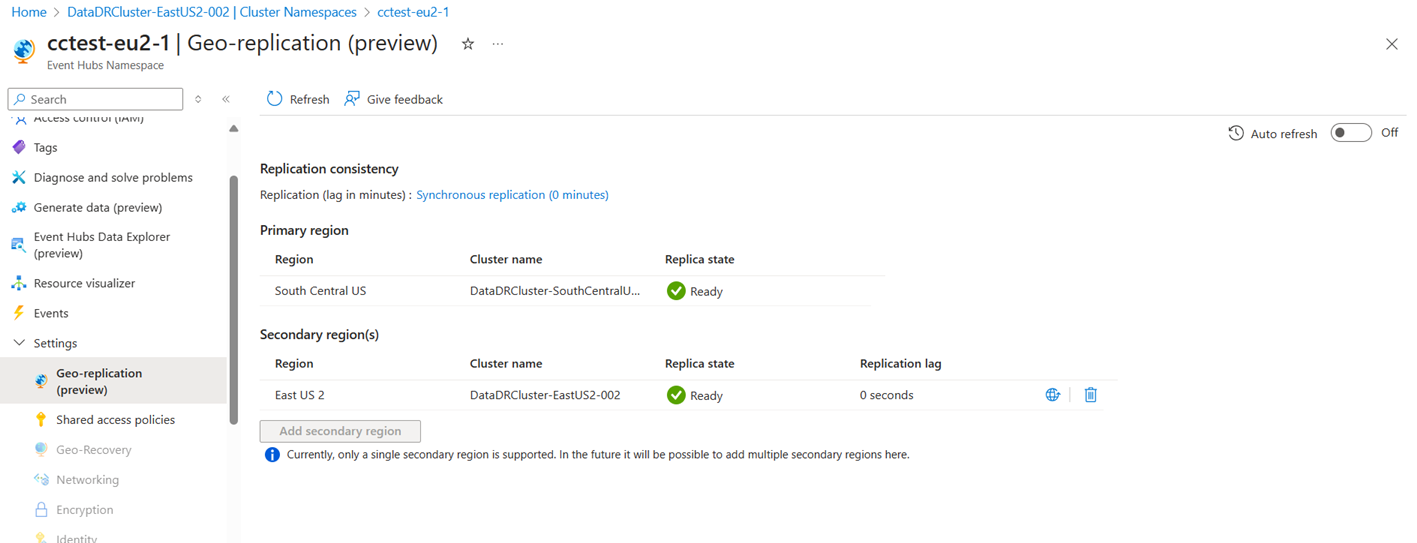 Home > DataDRCluster-EastUS2-002 | Cluster Namespaces > cctest-eu2-1
cctest-eu2-1 | Geo-replication (preview)
Event Hubs Namespace
Search
Refresh
Give feedback
Access control (IAM)
Auto refresh
Off
Tags
Diagnose and solve problems
Generate data (preview)
Event Hubs Data Explorer
(preview)
Resource visualizer
Events
Settings
Geo-replication
(preview)
Shared access policies
Geo-Recovery
Networking
Encryption
Identity
Replication consistency
Replication (lag in minutes) : Synchronous replication (0 minutes)
Primary region
Region Cluster name Replica state
South Central US DataDRCluster-SouthCentralU... Ready
Secondary region(s)
Region Cluster name Replica state Replication lag
East US 2 DataDRCluster-EastUS2-002 Ready 0 seconds
Add secondary region
Currently, only a single secondary region is supported. In the future it will be possible to add multiple secondary regions here.